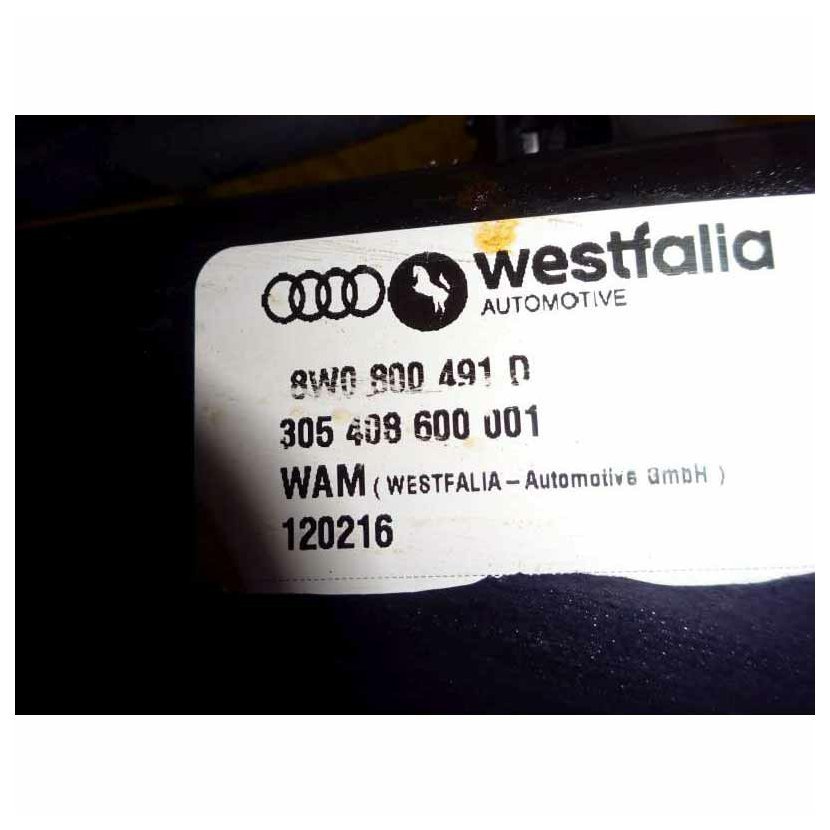 westfalia
AUTOMOTIVE
8W0 800 491 D
305 408 600 001
WAM ( WESTFALIA - Automotive GmbH )
120216